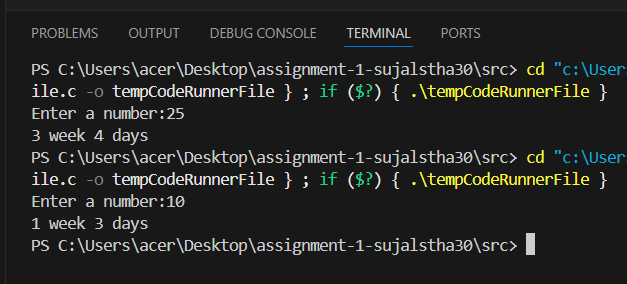 PROBLEMS OUTPUT DEBUG CONSOLE TERMINAL PORTS
PS C:\Users\acer\Desktop\assignment-1-sujalstha30\src> cd "c:\User
ile.c -o tempCodeRunnerFile } ; if ($?) { .\tempCodeRunnerFile }
Enter a number:25
3 week 4 days
PS C:\Users\acer\Desktop\assignment-1-sujalstha30\src> cd "c:\User
ile.c -o tempCodeRunnerFile } ; if ($?) { .\tempCodeRunnerFile }
Enter a number:10
1 week 3 days
PS C:\Users\acer\Desktop\assignment-1-sujalstha30\src>